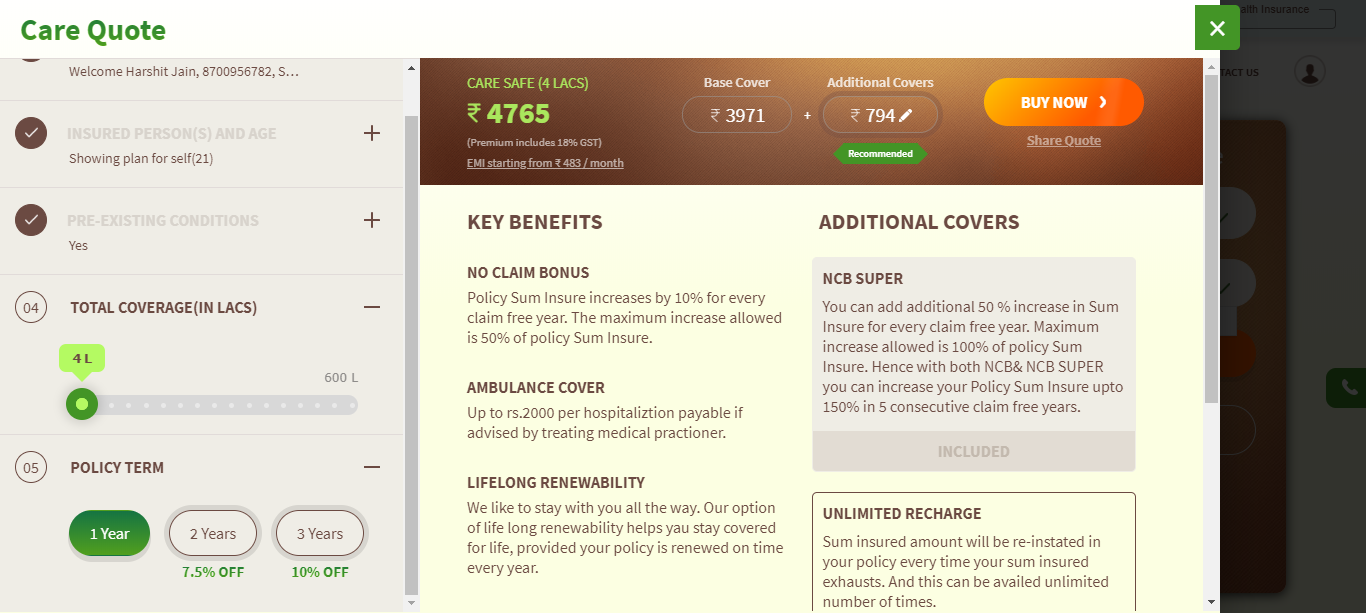 Care Quote
alth Insurance
TACT US
Welcome Harshit Jain, 8700956782, S...
INSURED PERSON(S) AND AGE
Showing plan for self(21)
PRE-EXISTING CONDITIONS
Yes
04 TOTAL COVERAGE(IN LACS)
4 L
600 L
05 POLICY TERM
1 Year 2 Years 3 Years
7.5% OFF 10% OFF
CARE SAFE (4 LACS)
₹ 4765
(Premium includes 18% GST)
EMI starting from ₹ 483 / month
Base Cover
₹ 3971
+
Additional Covers
₹ 794
Recommended
BUY NOW
Share Quote
KEY BENEFITS
NO CLAIM BONUS
Policy Sum Insure increases by 10% for every
claim free year. The maximum increase allowed
is 50% of policy Sum Insure.
AMBULANCE COVER
Up to rs.2000 per hospitaliztion payable if
advised by treating medical practioner.
LIFELONG RENEWABILITY
We like to stay with you all the way. Our option
of life long renewability helps yau stay covered
for life, provided your policy is renewed on time
every year.
ADDITIONAL COVERS
NCB SUPER
You can add additional 50 % increase in Sum
Insure for every claim free year. Maximum
increase allowed is 100% of policy Sum
Insure. Hence with both NCB& NCB SUPER
you can increase your Policy Sum Insure upto
150% in 5 consecutive claim free years.
INCLUDED
UNLIMITED RECHARGE
Sum insured amount will be re-instated in
your policy every time your sum insured
exhausts. And this can be availed unlimited
number of times.